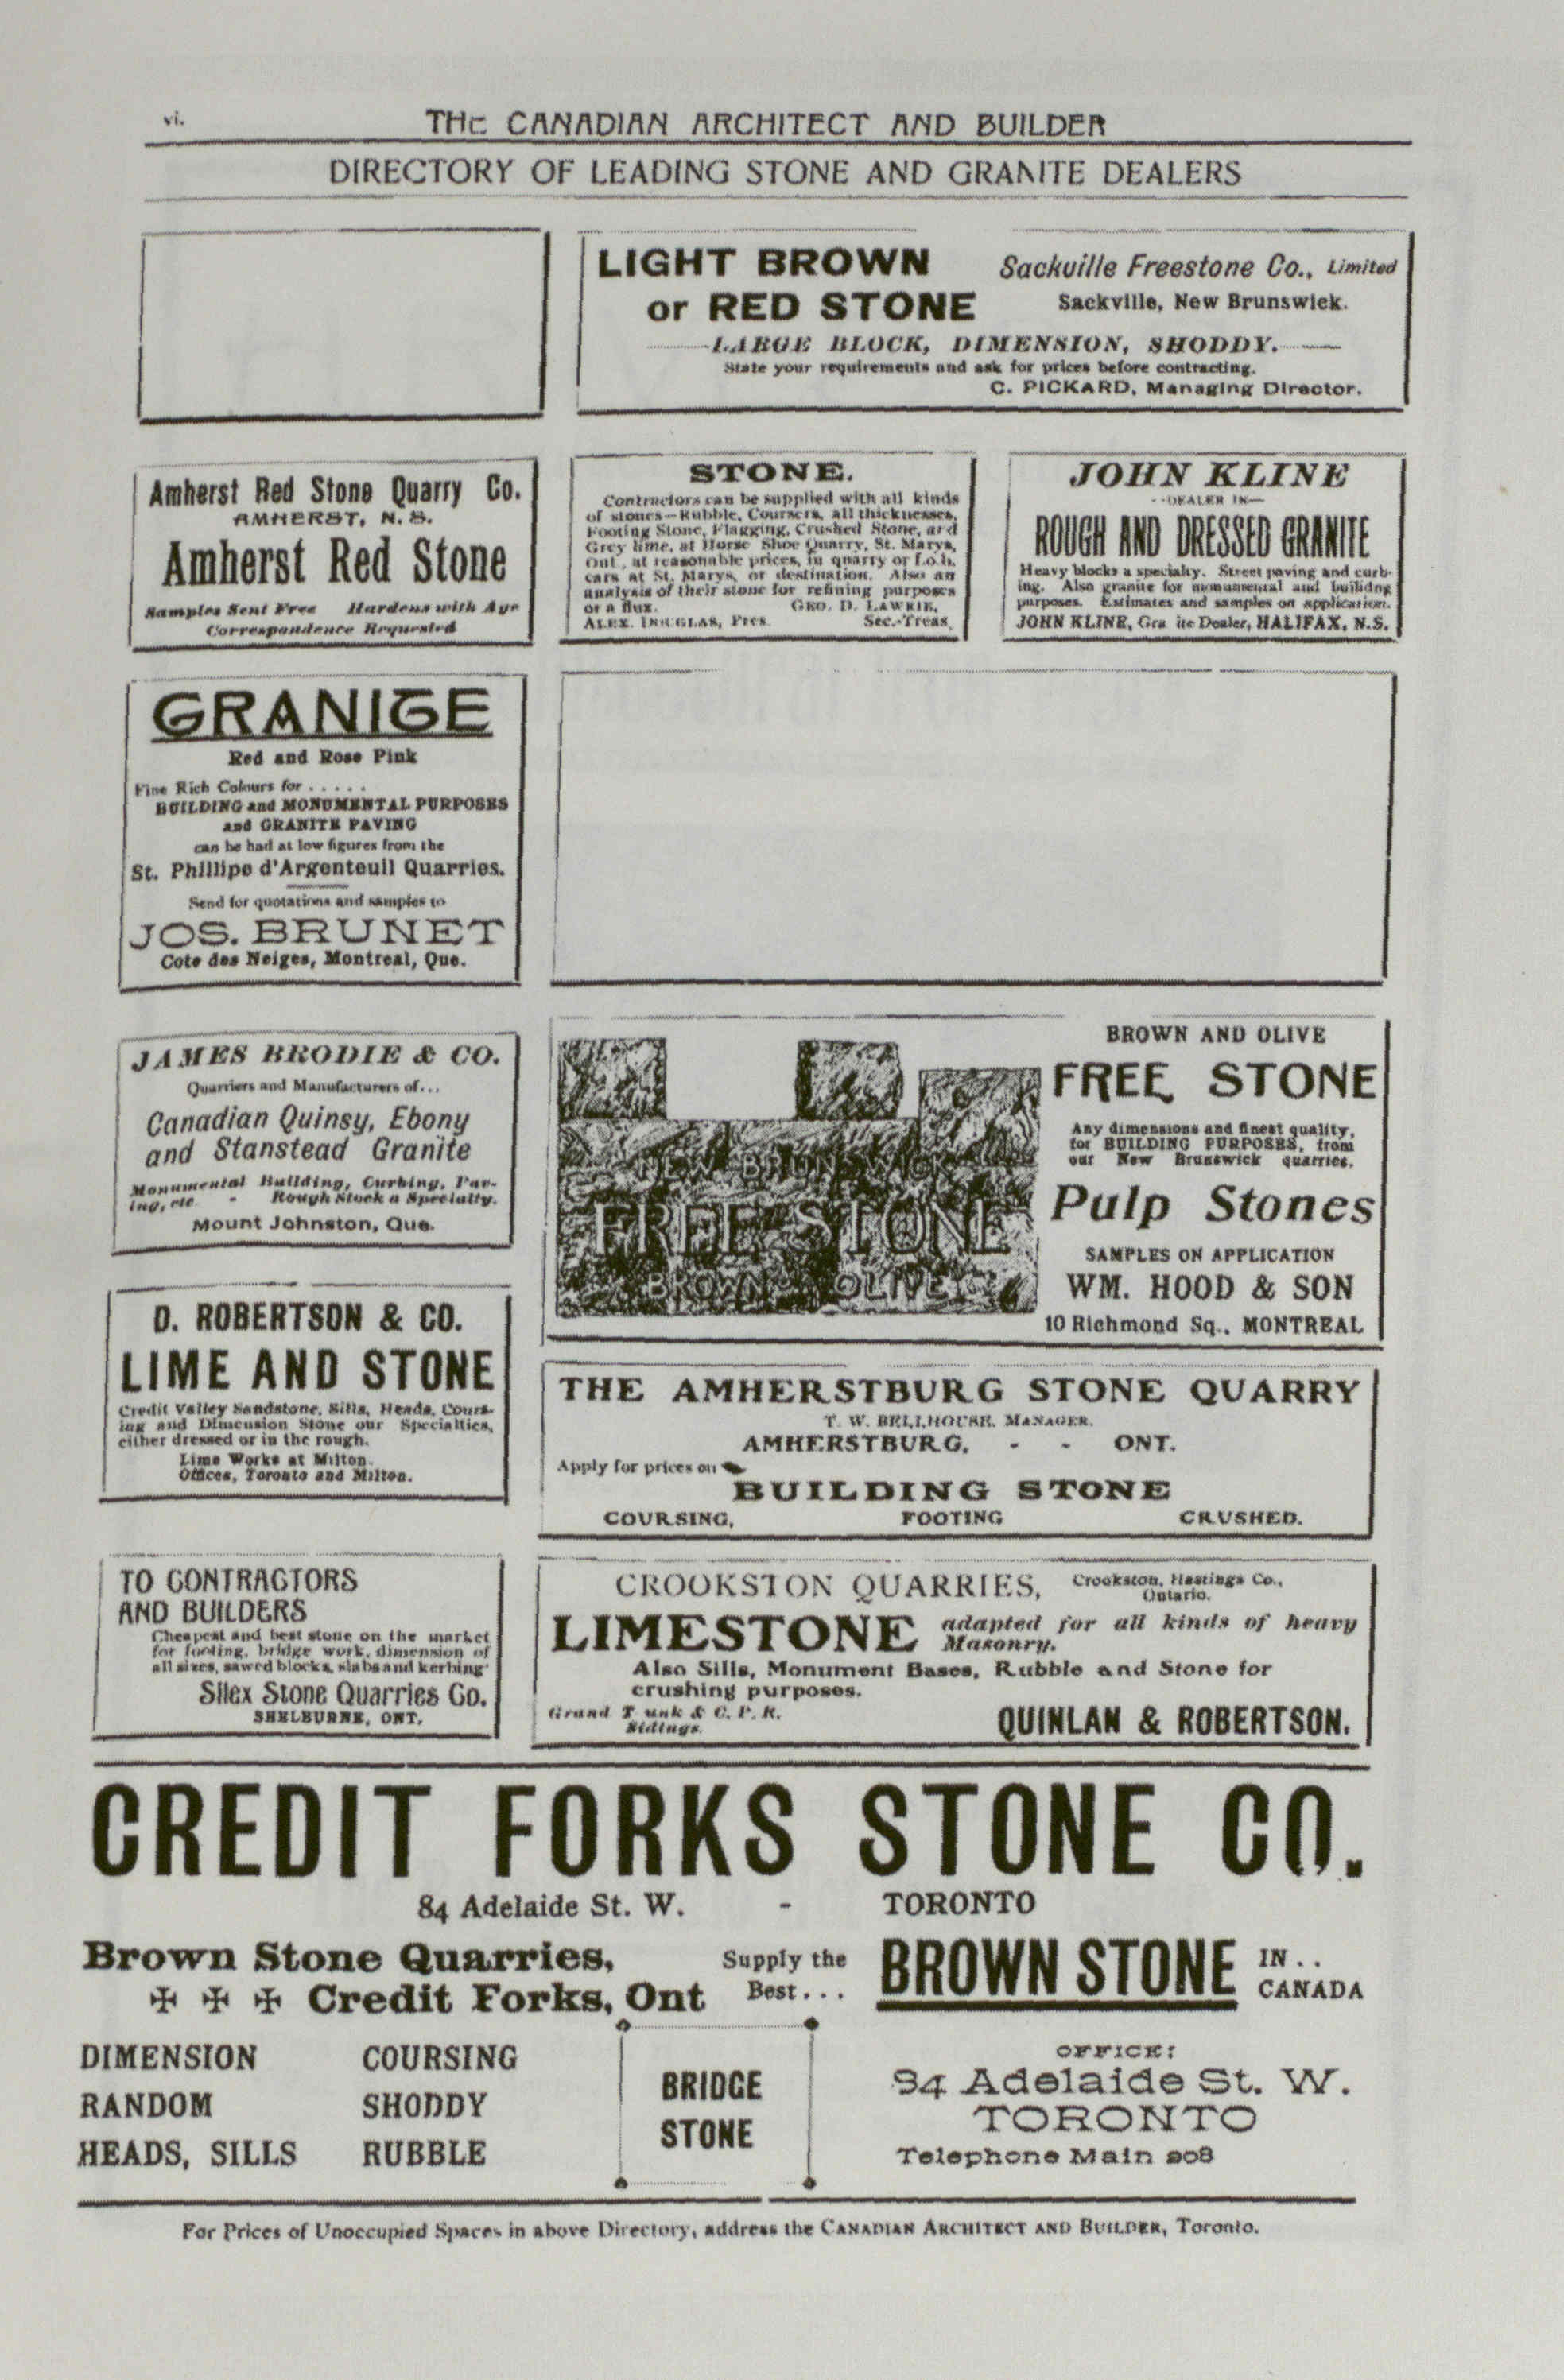 vi.
THE CANADIAN ARCHITECT AND BUILDER
DIRECTORY OF LEADING STONE AND GRANITE DEALERS
LIGHT BROWN
or RED STONE
Sackville Freestone Co., Limited
Sackville, New Brunswick.
LARGE BLOCK, DIMENSION, SHODDY.
State your requirements and ask for prices before contracting.
C. PICKARD, Managing Director.
Amherst Red Stone Quarry Co.
AMHERST, N. S.
Amherst Red Stone
Samples Sent Free Hardens with Age
Correspondence Requested
STONE.
Contractors can be supplied with all kinds
of stones—Rubble, Coursers, all thicknesses,
Footing Stone, Flagging, Crushed Stone, and
Grey lime, at Horse Shoe Quarry, St. Marys,
Ont., at reasonable prices, in quarry or f.o.b.
cars at St. Marys, or destination. Also an
analysis of their stone for refining purposes
or a flux. GEO. D. LAWRIE,
ALEX. DOUGLAS, Pres. Sec.-Treas.
JOHN KLINE
--DEALER IN—
ROUGH AND DRESSED GRANITE
Heavy blocks a specialty. Street paving and curb-
ing. Also granite for monumental and builidng
purposes. Estimates and samples on application.
JOHN KLINE, Gra ite Dealer, HALIFAX, N.S.
GRANITE
Red and Rose Pink
Fine Rich Colours for . . . . .
BUILDING and MONUMENTAL PURPOSES
and GRANITE PAVING
can be had at low figures from the
St. Phillipe d'Argenteuil Quarries.
Send for quotations and samples to
JOS. BRUNET
Cote des Neiges, Montreal, Que.
JAMES BRODIE & CO.
Quarriers and Manufacturers of...
Canadian Quinsy, Ebony
and Stanstead Granite
Monumental Building, Curbing, Pav-
ing, etc. - Rough Stock a Specialty.
Mount Johnston, Que.
NEW BRUNSWICK
FREE STONE
BROWN & OLIVE
BROWN AND OLIVE
FREE STONE
Any dimensions and finest quality,
for BUILDING PURPOSES, from
our New Brunswick quarries.
Pulp Stones
SAMPLES ON APPLICATION
WM. HOOD & SON
10 Richmond Sq., MONTREAL
D. ROBERTSON & CO.
LIME AND STONE
Credit Valley Sandstone, Sills, Heads, Cours-
ing and Dimension Stone our Specialties,
either dressed or in the rough.
Lime Works at Milton.
Offices, Toronto and Milton.
THE AMHERSTBURG STONE QUARRY
T. W. BELLHOUSE, MANAGER.
AMHERSTBURG, - - ONT.
Apply for prices on
BUILDING STONE
COURSING, FOOTING CRUSHED.
TO CONTRACTORS
AND BUILDERS
Cheapest and best stone on the market
for footing, bridge work, dimension of
all sizes, sawed blocks, slabs and kerbing
Silex Stone Quarries Co.
SHELBURNE, ONT.
CROOKSTON QUARRIES, Crookston, Hastings Co.,
Ontario.
LIMESTONE adapted for all kinds of heavy
Masonry.
Also Sills, Monument Bases, Rubble and Stone for
crushing purposes.
Grand T unk & C. P. R.
Sidings.
QUINLAN & ROBERTSON.
CREDIT FORKS STONE CO.
84 Adelaide St. W. - TORONTO
Brown Stone Quarries,
✠ ✠ ✠ Credit Forks, Ont
Supply the
Best...
BROWN STONE
IN . .
CANADA
DIMENSION COURSING
RANDOM SHODDY
HEADS, SILLS RUBBLE
BRIDGE
STONE
OFFICE:
94 Adelaide St. W.
TORONTO
Telephone Main 908
For Prices of Unoccupied Spaces in above Directory, address the CANADIAN ARCHITECT AND BUILDER, Toronto.